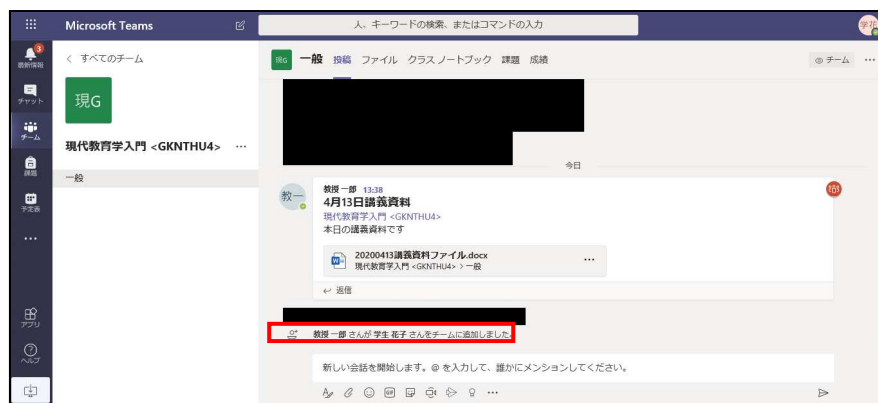 Microsoft Teams
人、キーワードの検索、またはコマンドの入力
学花
3
最新情報
チャット
チーム
課題
予定表
アプリ
ヘルプ
< すべてのチーム
現G
現代教育学入門 <GKNTHU4> ···
一般
現G 一般 投稿 ファイル クラス ノートブック 課題 成績
チーム ···
今日
教一
教授 一郎 13:38
4月13日講義資料
現代教育学入門 <GKNTHU4>
本日の講義資料です
20200413講義資料ファイル.docx ···
現代教育学入門 <GKNTHU4> > 一般
返信
教授 一郎 さんが 学生 花子 さんをチームに追加しました。
新しい会話を開始します。@ を入力して、誰かにメンションしてください。
GIF